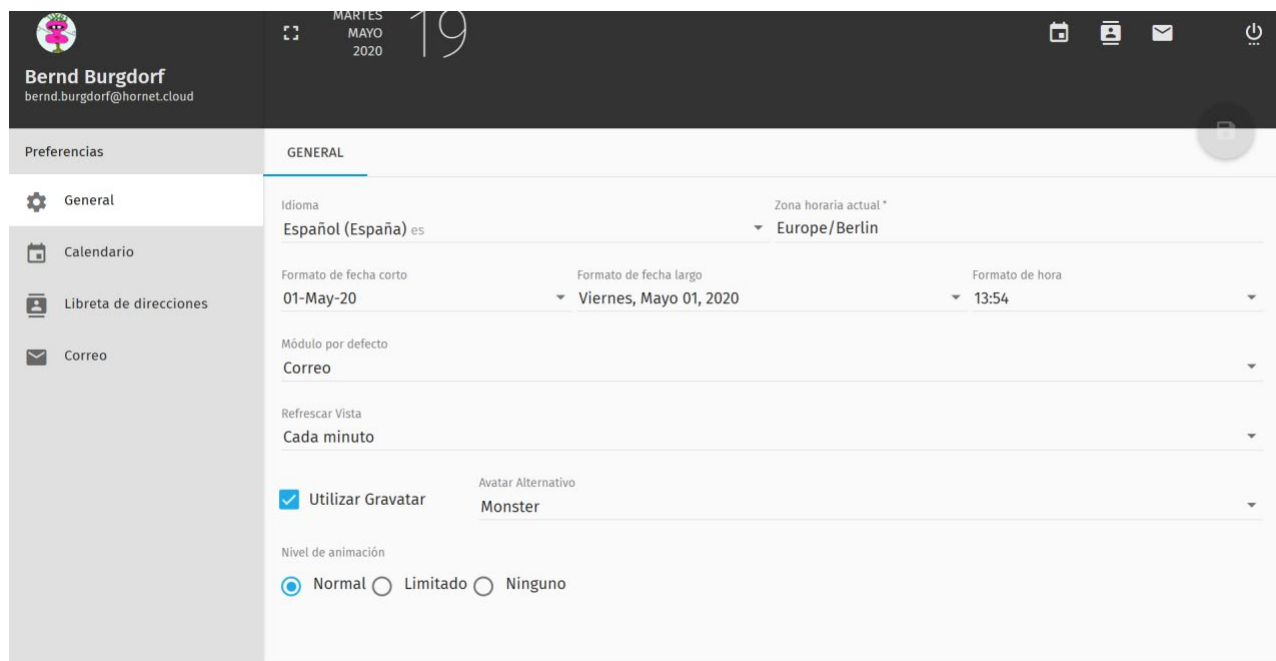 MARTES
MAYO
2020
19
Bernd Burgdorf
bernd.burgdorf@hornet.cloud
Preferencias
GENERAL
General
Calendario
Libreta de direcciones
Correo
Idioma
Zona horaria actual *
Español (España) es
Europe/Berlin
Formato de fecha corto
Formato de fecha largo
Formato de hora
01-May-20
Viernes, Mayo 01, 2020
13:54
Módulo por defecto
Correo
Refrescar Vista
Cada minuto
Utilizar Gravatar
Avatar Alternativo
Monster
Nivel de animación
Normal Limitado Ninguno